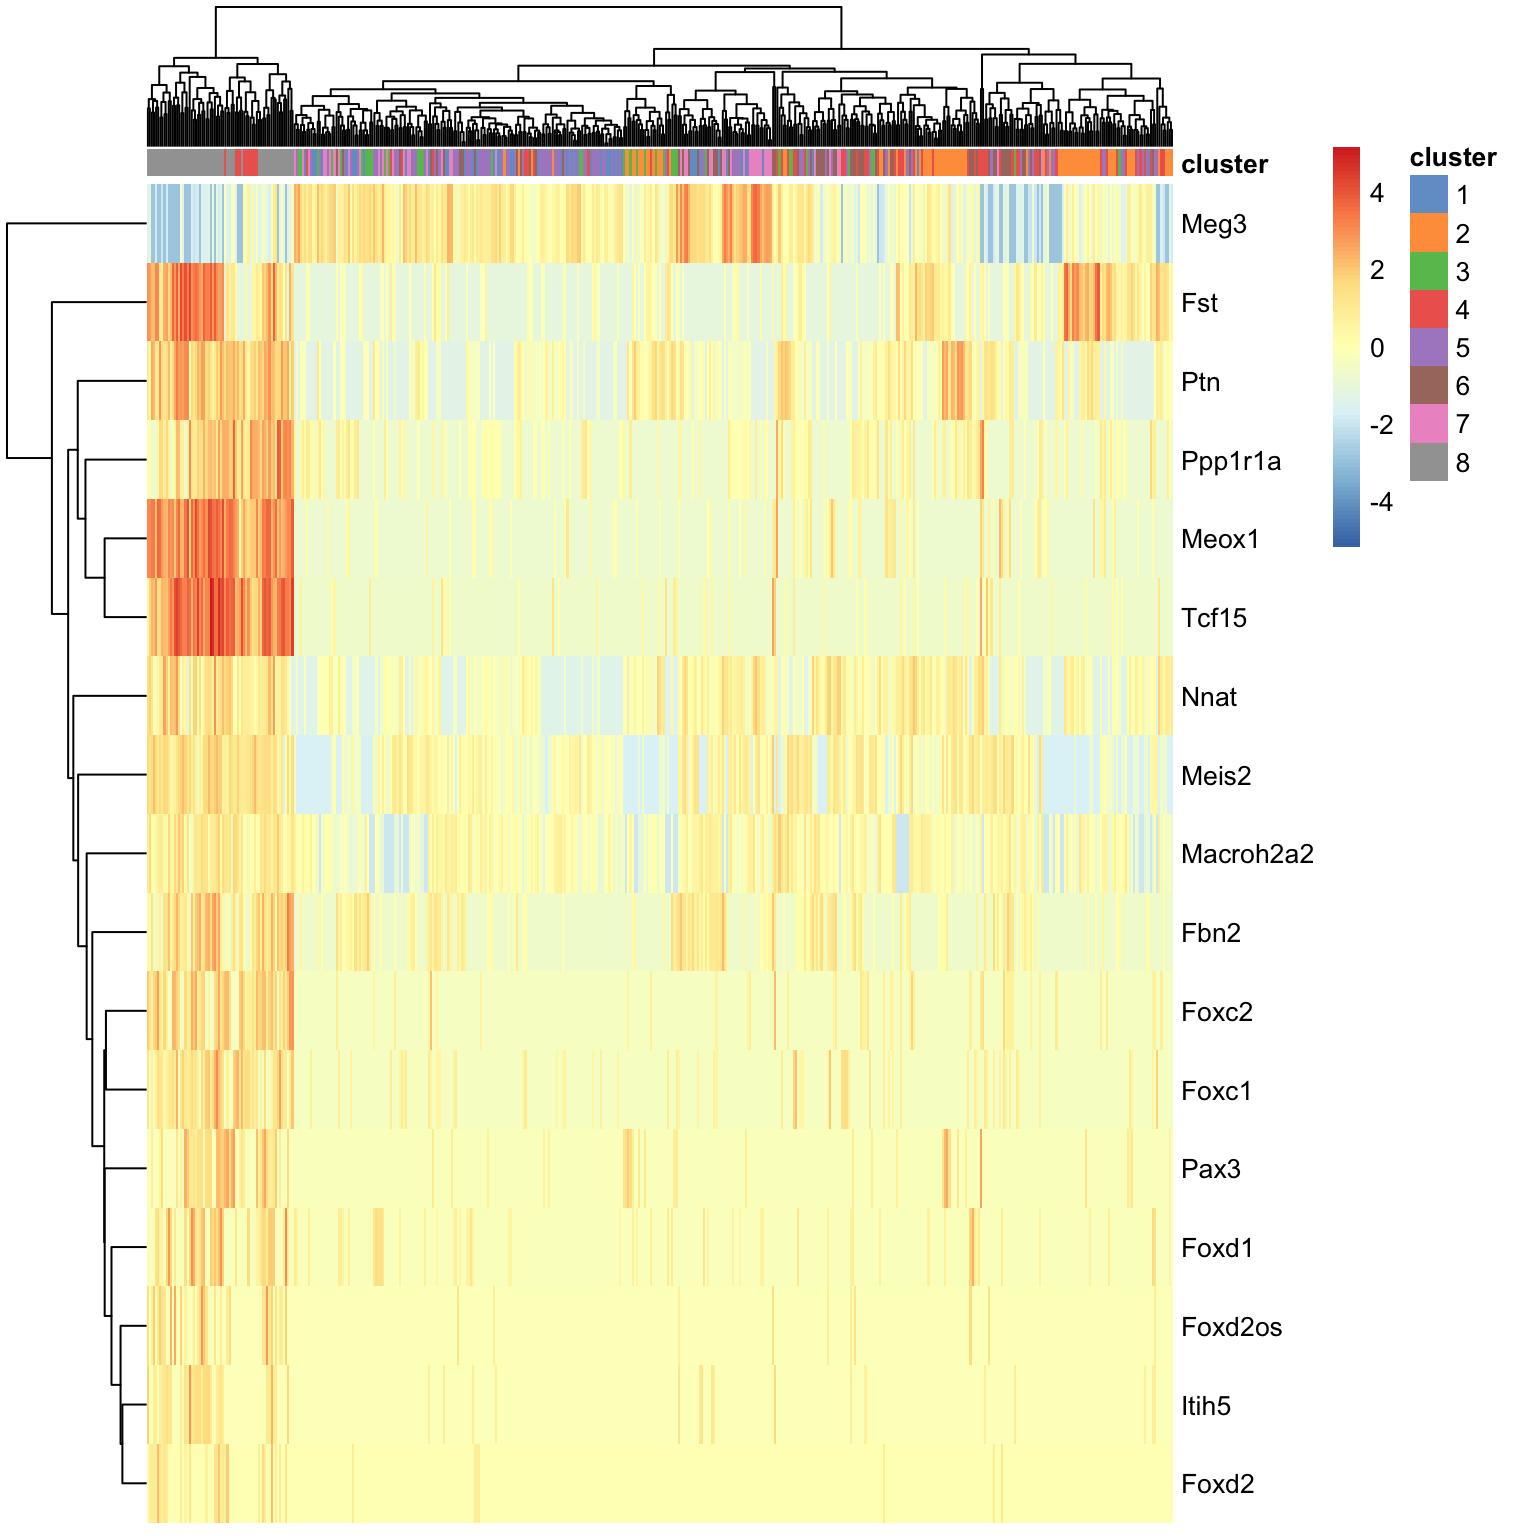 cluster
Meg3
Fst
Ptn
Ppp1r1a
Meox1
Tcf15
Nnat
Meis2
Macroh2a2
Fbn2
Foxc2
Foxc1
Pax3
Foxd1
Foxd2os
Itih5
Foxd2
4
2
0
-2
-4
cluster
1
2
3
4
5
6
7
8